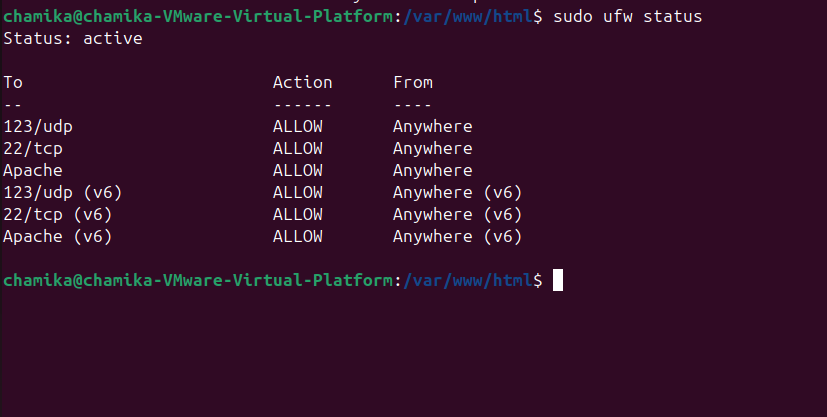 chamika@chamika-VMware-Virtual-Platform:/var/www/html$ sudo ufw status
Status: active
To                         Action      From
--                         ------      ----
123/udp                    ALLOW       Anywhere
22/tcp                     ALLOW       Anywhere
Apache                     ALLOW       Anywhere
123/udp (v6)               ALLOW       Anywhere (v6)
22/tcp (v6)                ALLOW       Anywhere (v6)
Apache (v6)                ALLOW       Anywhere (v6)
chamika@chamika-VMware-Virtual-Platform:/var/www/html$